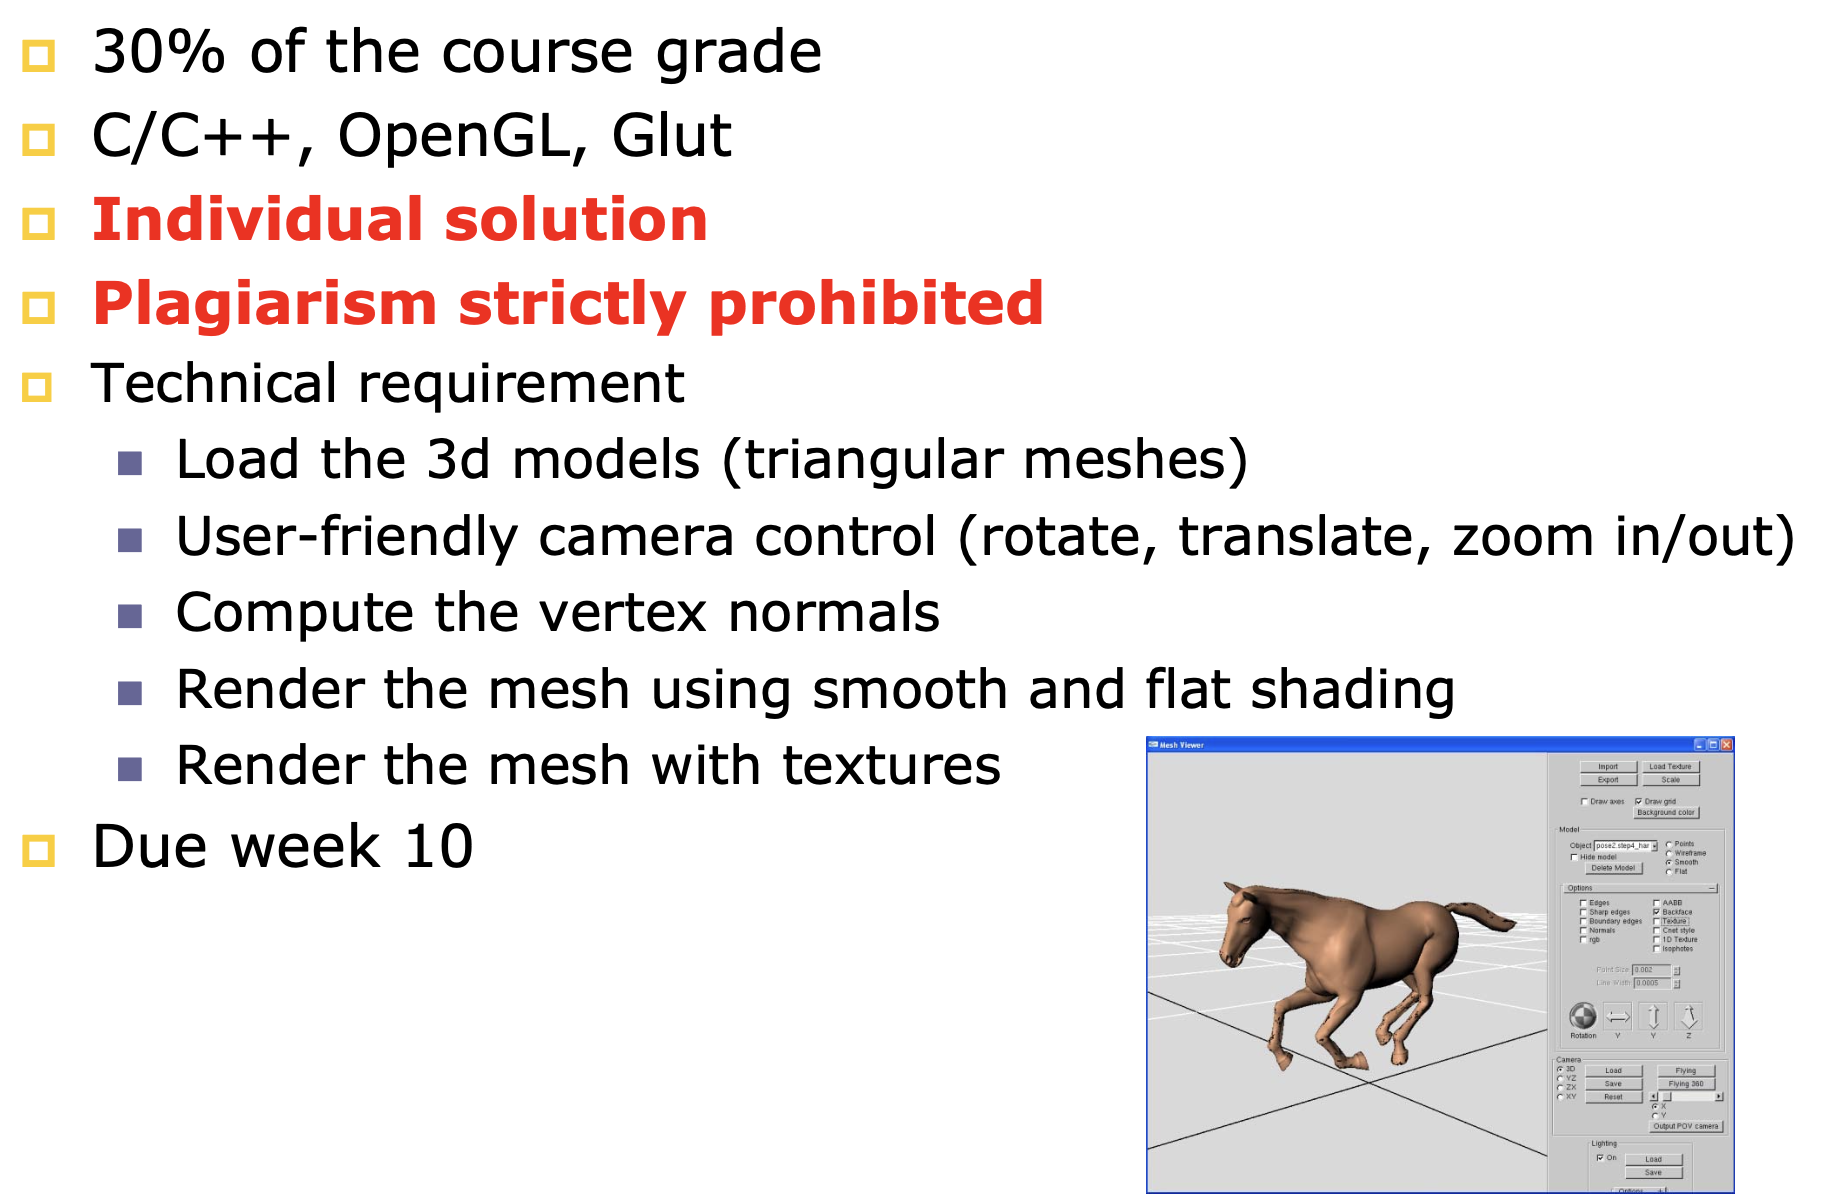 30% of the course grade
C/C++, OpenGL, Glut
Individual solution
Plagiarism strictly prohibited
Technical requirement
Load the 3d models (triangular meshes)
User-friendly camera control (rotate, translate, zoom in/out)
Compute the vertex normals
Render the mesh using smooth and flat shading
Render the mesh with textures
Due week 10
Mesh Viewer
Import Load Texture
Export Scale
Draw axes Draw grid
Background color
Model
Object pose2.step4_har Points
Hide model Wireframe
Delete Model Smooth
Flat
Options
Edges AABB
Sharp edges Backface
Boundary edges Texture
Normals Cnet style
rgb 1D Texture
Isophotes
Point Size 0.002
Line Width 0.0005
Rotation Y Y Z
Camera
3D Load Flying
YZ Save Flying 360
ZX Reset
XY X
Y
Output POV camera
Lighting
On Load
Save
Options